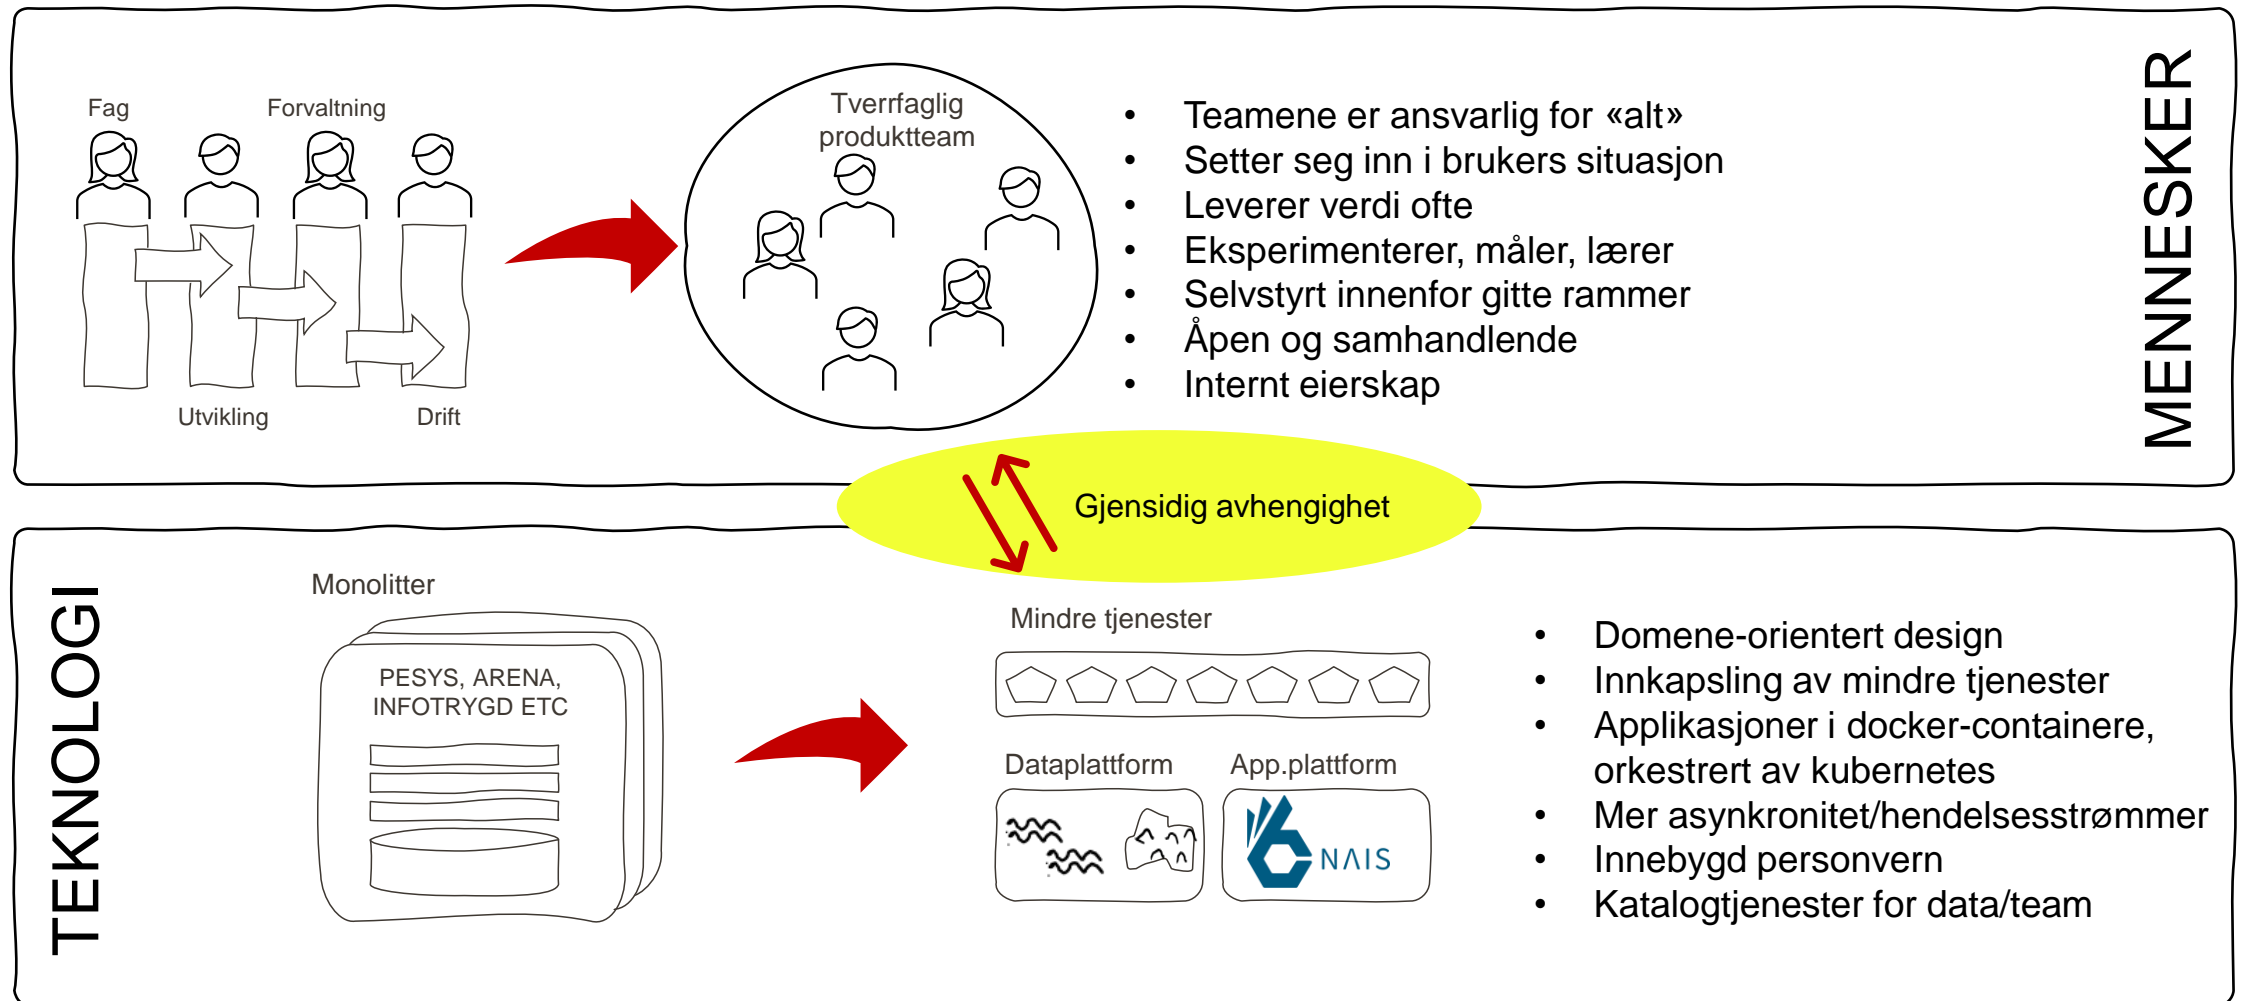 MENNESKER
Fag
Forvaltning
Utvikling
Drift
Tverrfaglig
produktteam
• Teamene er ansvarlig for «alt»
• Setter seg inn i brukers situasjon
• Leverer verdi ofte
• Eksperimenterer, måler, lærer
• Selvstyrt innenfor gitte rammer
• Åpen og samhandlende
• Internt eierskap
Gjensidig avhengighet
TEKNOLOGI
Monolitter
PESYS, ARENA,
INFOTRYGD ETC
Mindre tjenester
Dataplattform
App.plattform
NAIS
• Domene-orientert design
• Innkapsling av mindre tjenester
• Applikasjoner i docker-containere,
orkestrert av kubernetes
• Mer asynkronitet/hendelsesstrømmer
• Innebygd personvern
• Katalogtjenester for data/team